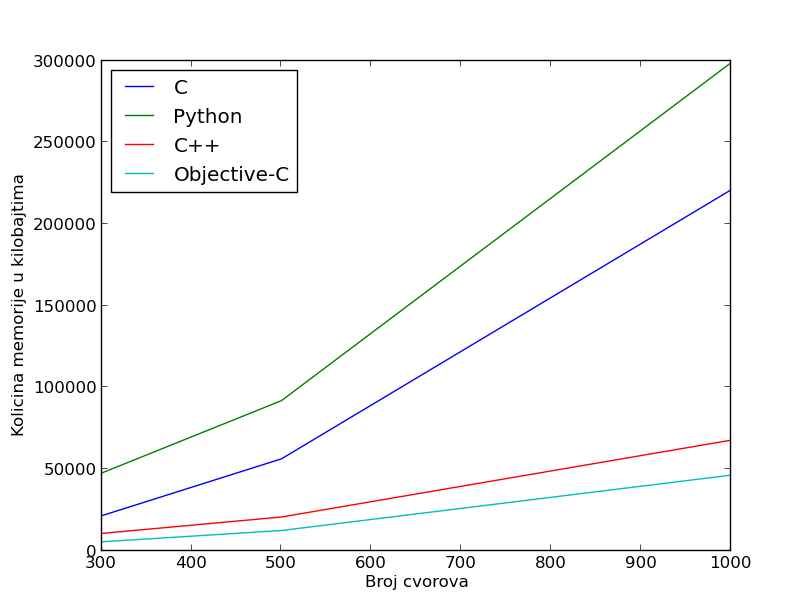 300000
250000
200000
150000
100000
50000
0
Kolicina memorije u kilobajtima
C
Python
C++
Objective-C
300 400 500 600 700 800 900 1000
Broj cvorova